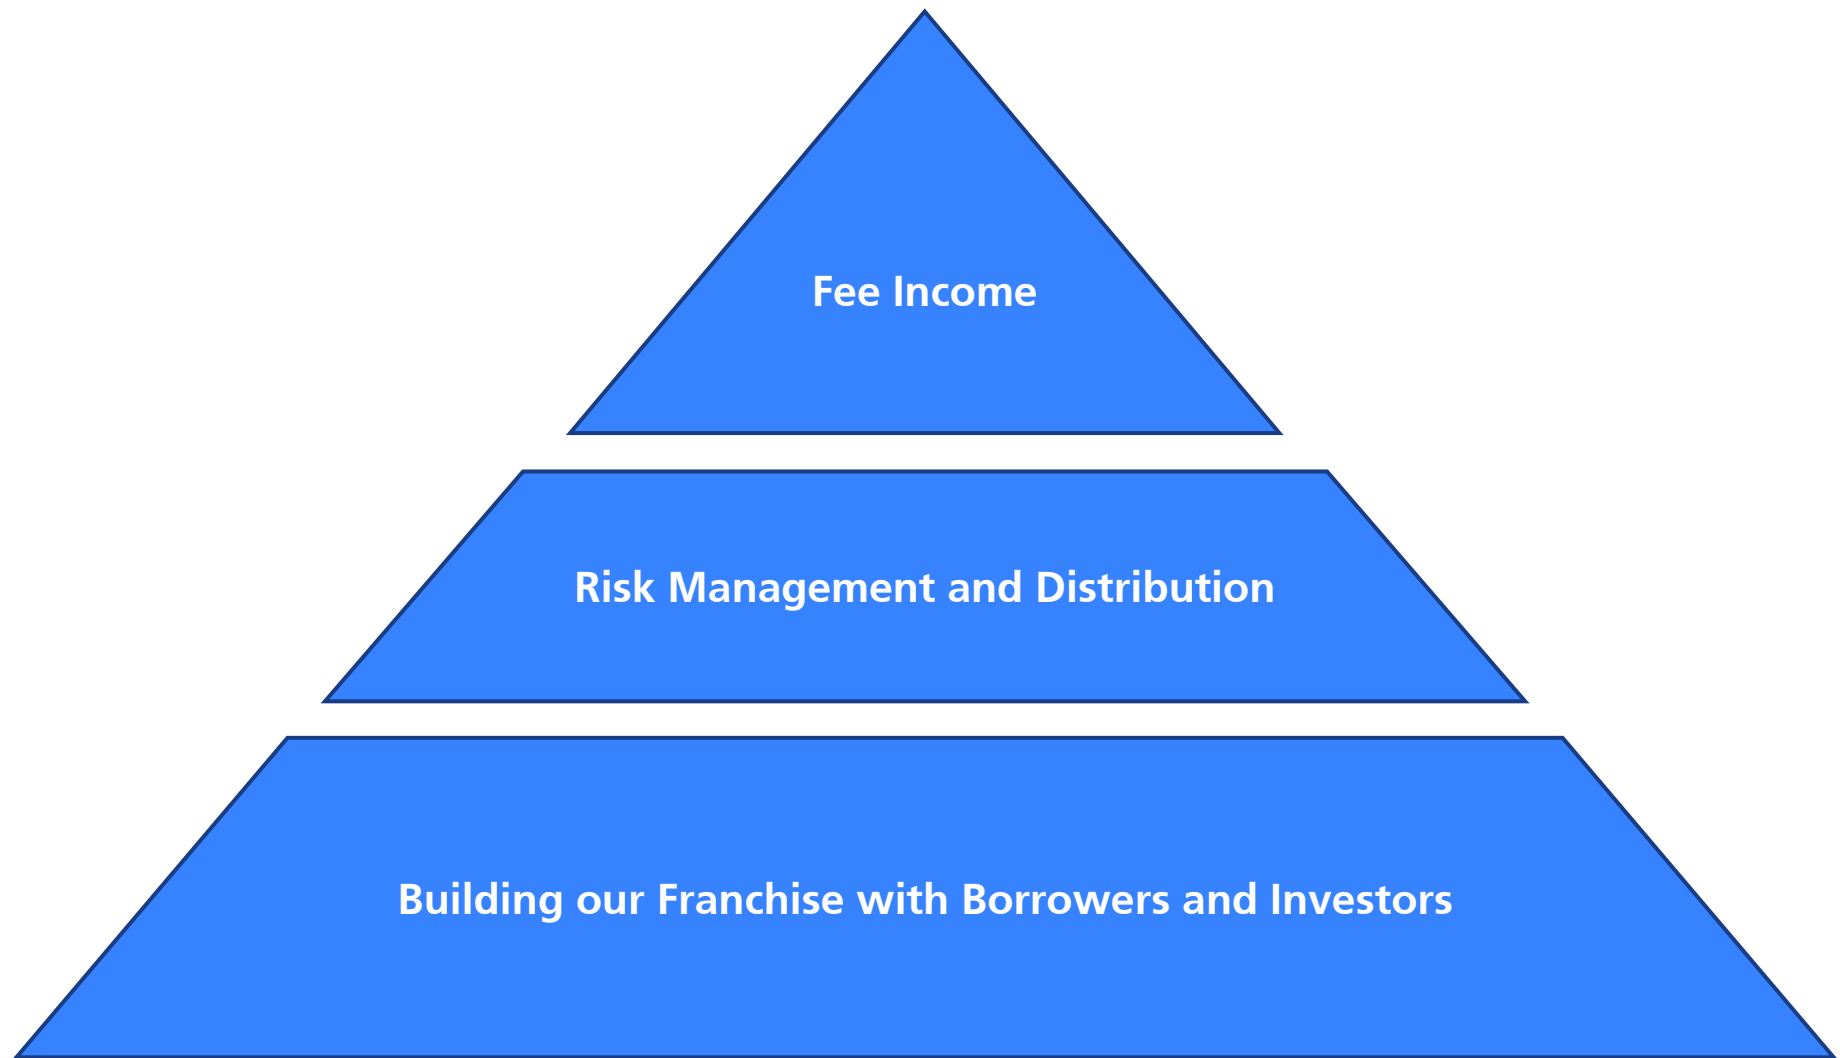 Fee Income
Risk Management and Distribution
Building our Franchise with Borrowers and Investors